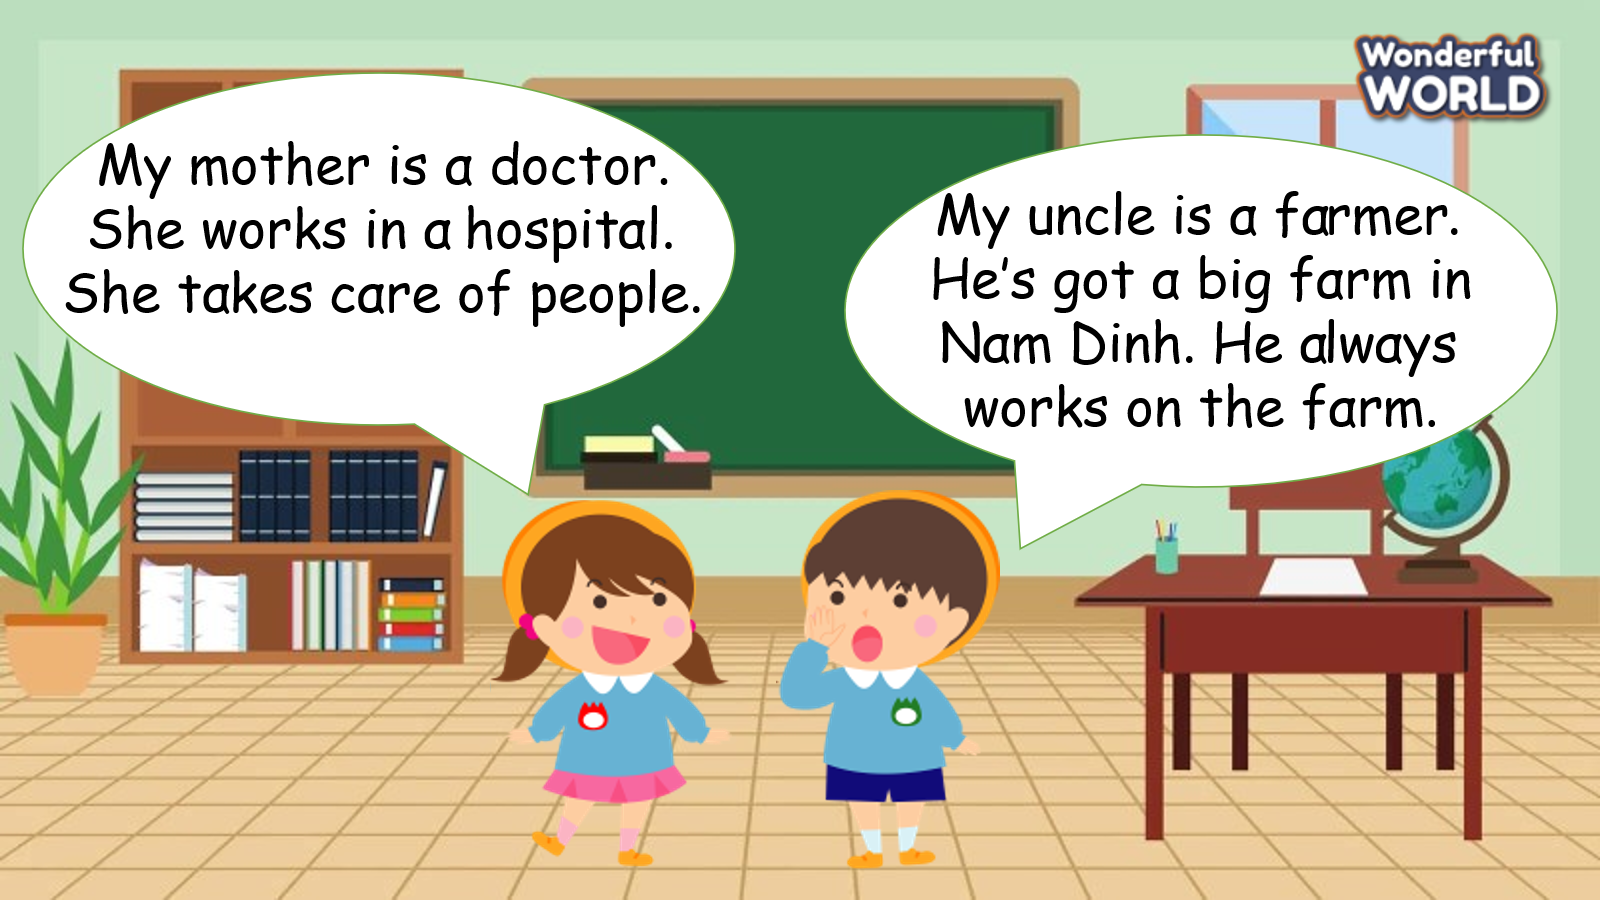 Wonderful
WORLD
My mother is a doctor.
She works in a hospital.
She takes care of people.
My uncle is a farmer.
He's got a big farm in
Nam Dinh. He always
works on the farm.